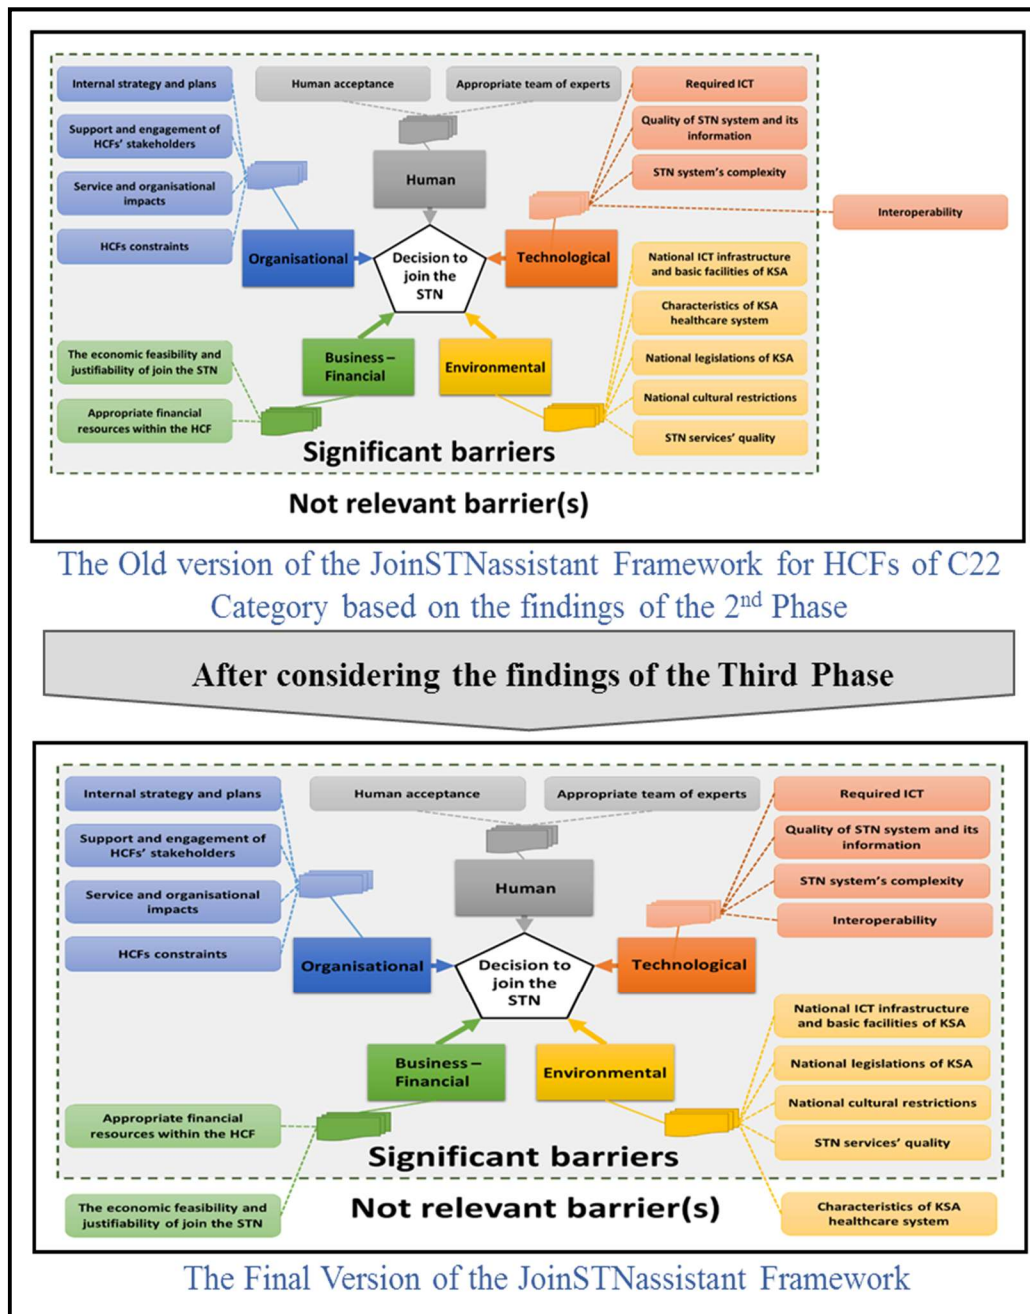 Internal strategy and plans
Human acceptance
Appropriate team of experts
Required ICT
Support and engagement of
HCFs' stakeholders
Quality of STN system and its
information
Human
Service and organisational
impacts
STN system's complexity
Interoperability
HCFs constraints
Organisational
Decision to
join the
STN
Technological
National ICT infrastructure
and basic facilities of KSA
Characteristics of KSA
healthcare system
The economic feasibility and
justifiability of join the STN
Business –
Financial
Environmental
National legislations of KSA
National cultural restrictions
Appropriate financial
resources within the HCF
STN services' quality
Significant barriers
Not relevant barrier(s)
The Old version of the JoinSTNassistant Framework for HCFs of C22
Category based on the findings of the 2nd Phase
After considering the findings of the Third Phase
Internal strategy and plans
Human acceptance
Appropriate team of experts
Required ICT
Support and engagement of
HCFs' stakeholders
Quality of STN system and its
information
Human
Service and organisational
impacts
STN system's complexity
Interoperability
HCFs constraints
Organisational
Decision to
join the
STN
Technological
National ICT infrastructure
and basic facilities of KSA
Business –
Financial
Environmental
National legislations of KSA
National cultural restrictions
Appropriate financial
resources within the HCF
STN services' quality
Significant barriers
Not relevant barrier(s)
The economic feasibility and
justifiability of join the STN
Characteristics of KSA
healthcare system
The Final Version of the JoinSTNassistant Framework